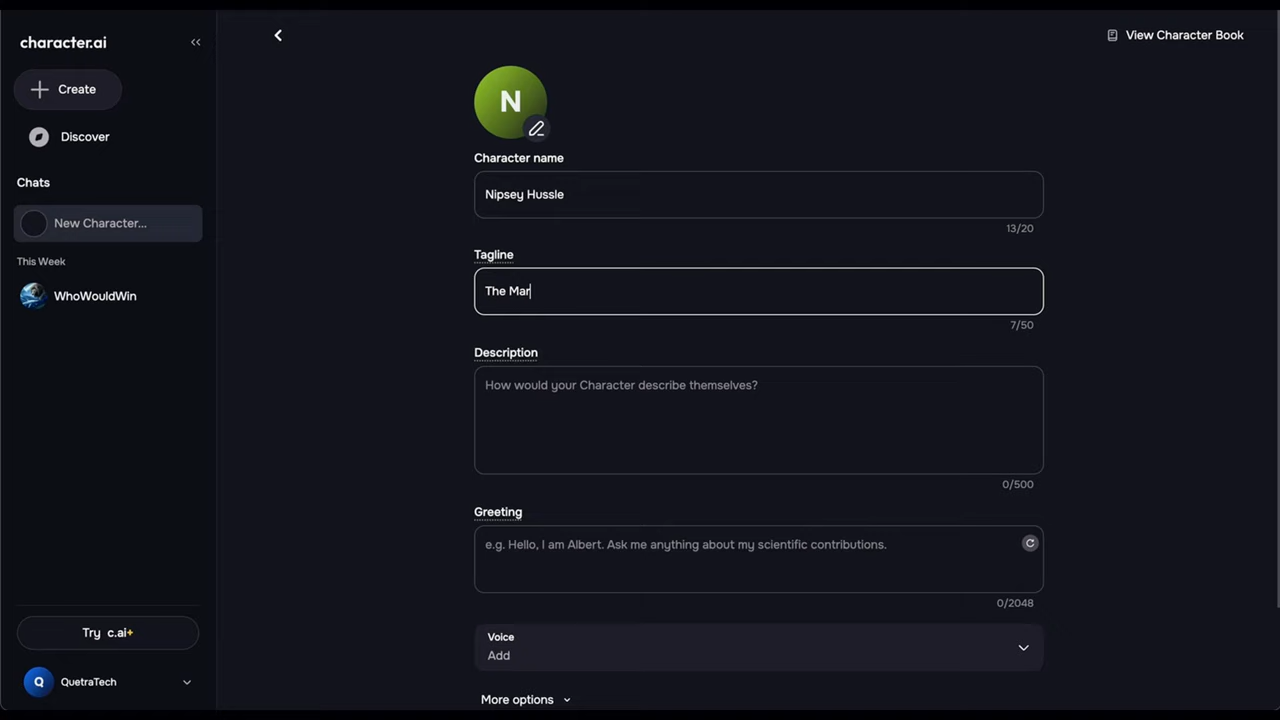 character.ai
View Character Book
Create
N
Discover
Character name
Chats
Nipsey Hussle
New Character...
13/20
Tagline
This Week
The Mar
WhoWouldWin
7/50
Description
How would your Character describe themselves?
0/500
Greeting
e.g. Hello, I am Albert. Ask me anything about my scientific contributions.
0/2048
Try c.ai+
Voice
Add
Q QuetraTech
More options